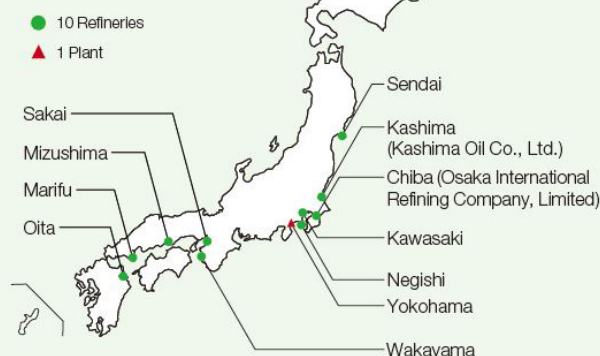 10 Refineries
1 Plant
Sakai
Mizushima
Marifu
Oita
Sendai
Kashima
(Kashima Oil Co., Ltd.)
Chiba (Osaka International
Refining Company, Limited)
Kawasaki
Negishi
Yokohama
Wakayama